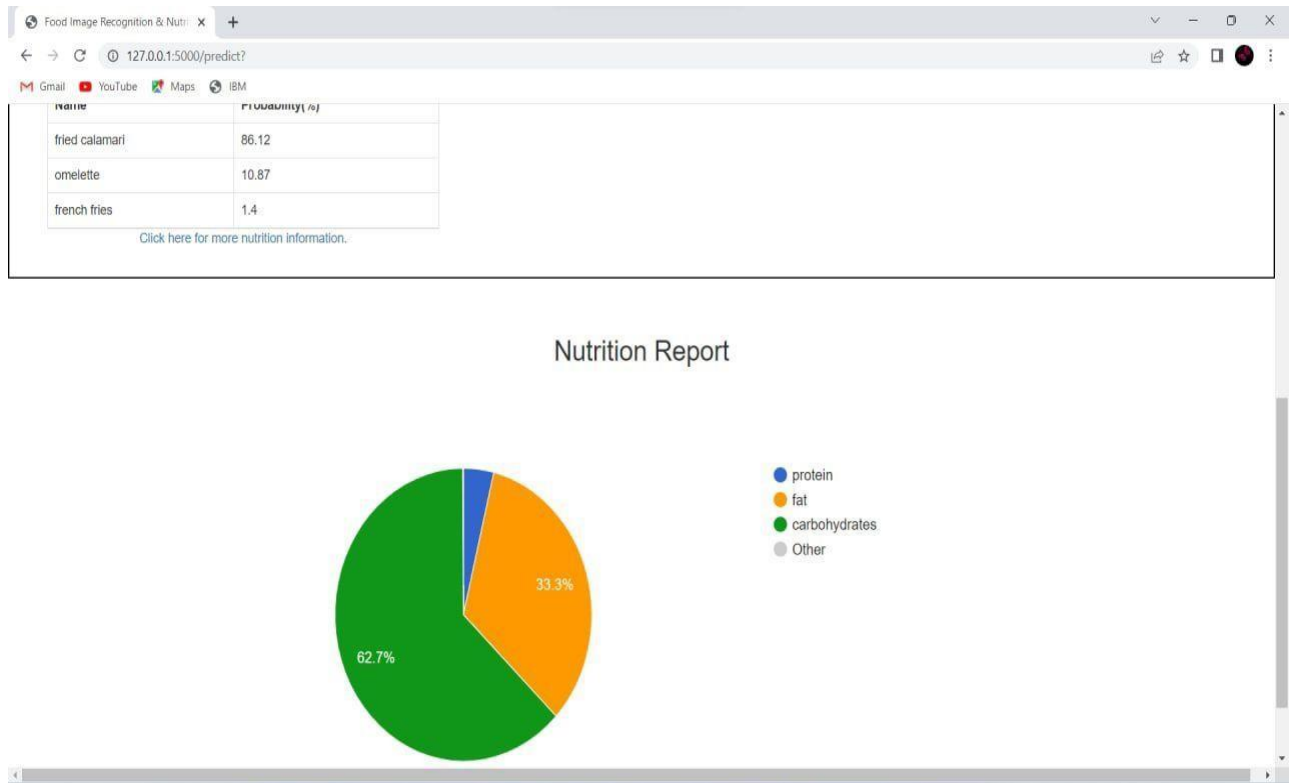 Food Image Recognition & Nutri
127.0.0.1:5000/predict?
Gmail YouTube Maps IBM
Name Probability(%)
fried calamari 86.12
omelette 10.87
french fries 1.4
Click here for more nutrition information.
Nutrition Report
protein
fat
carbohydrates
Other
33.3%
62.7%